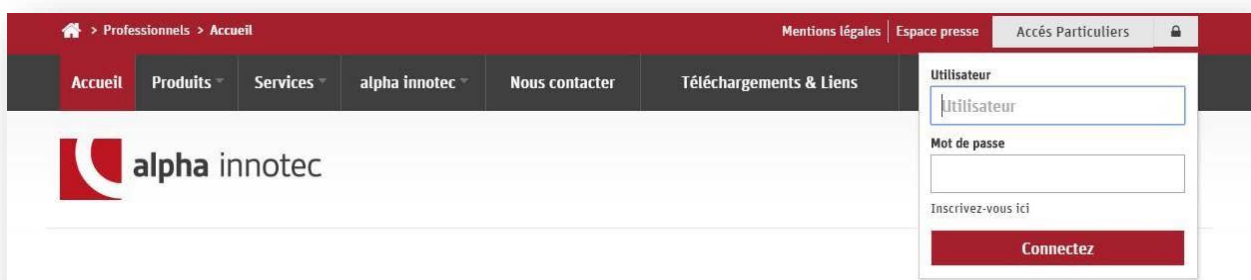 > Professionnels > Accueil
Mentions légales | Espace presse
Accés Particuliers
Accueil Produits Services alpha innotec Nous contacter Téléchargements & Liens
Utilisateur
Utilisateur
Mot de passe
Inscrivez-vous ici
Connectez
alpha innotec